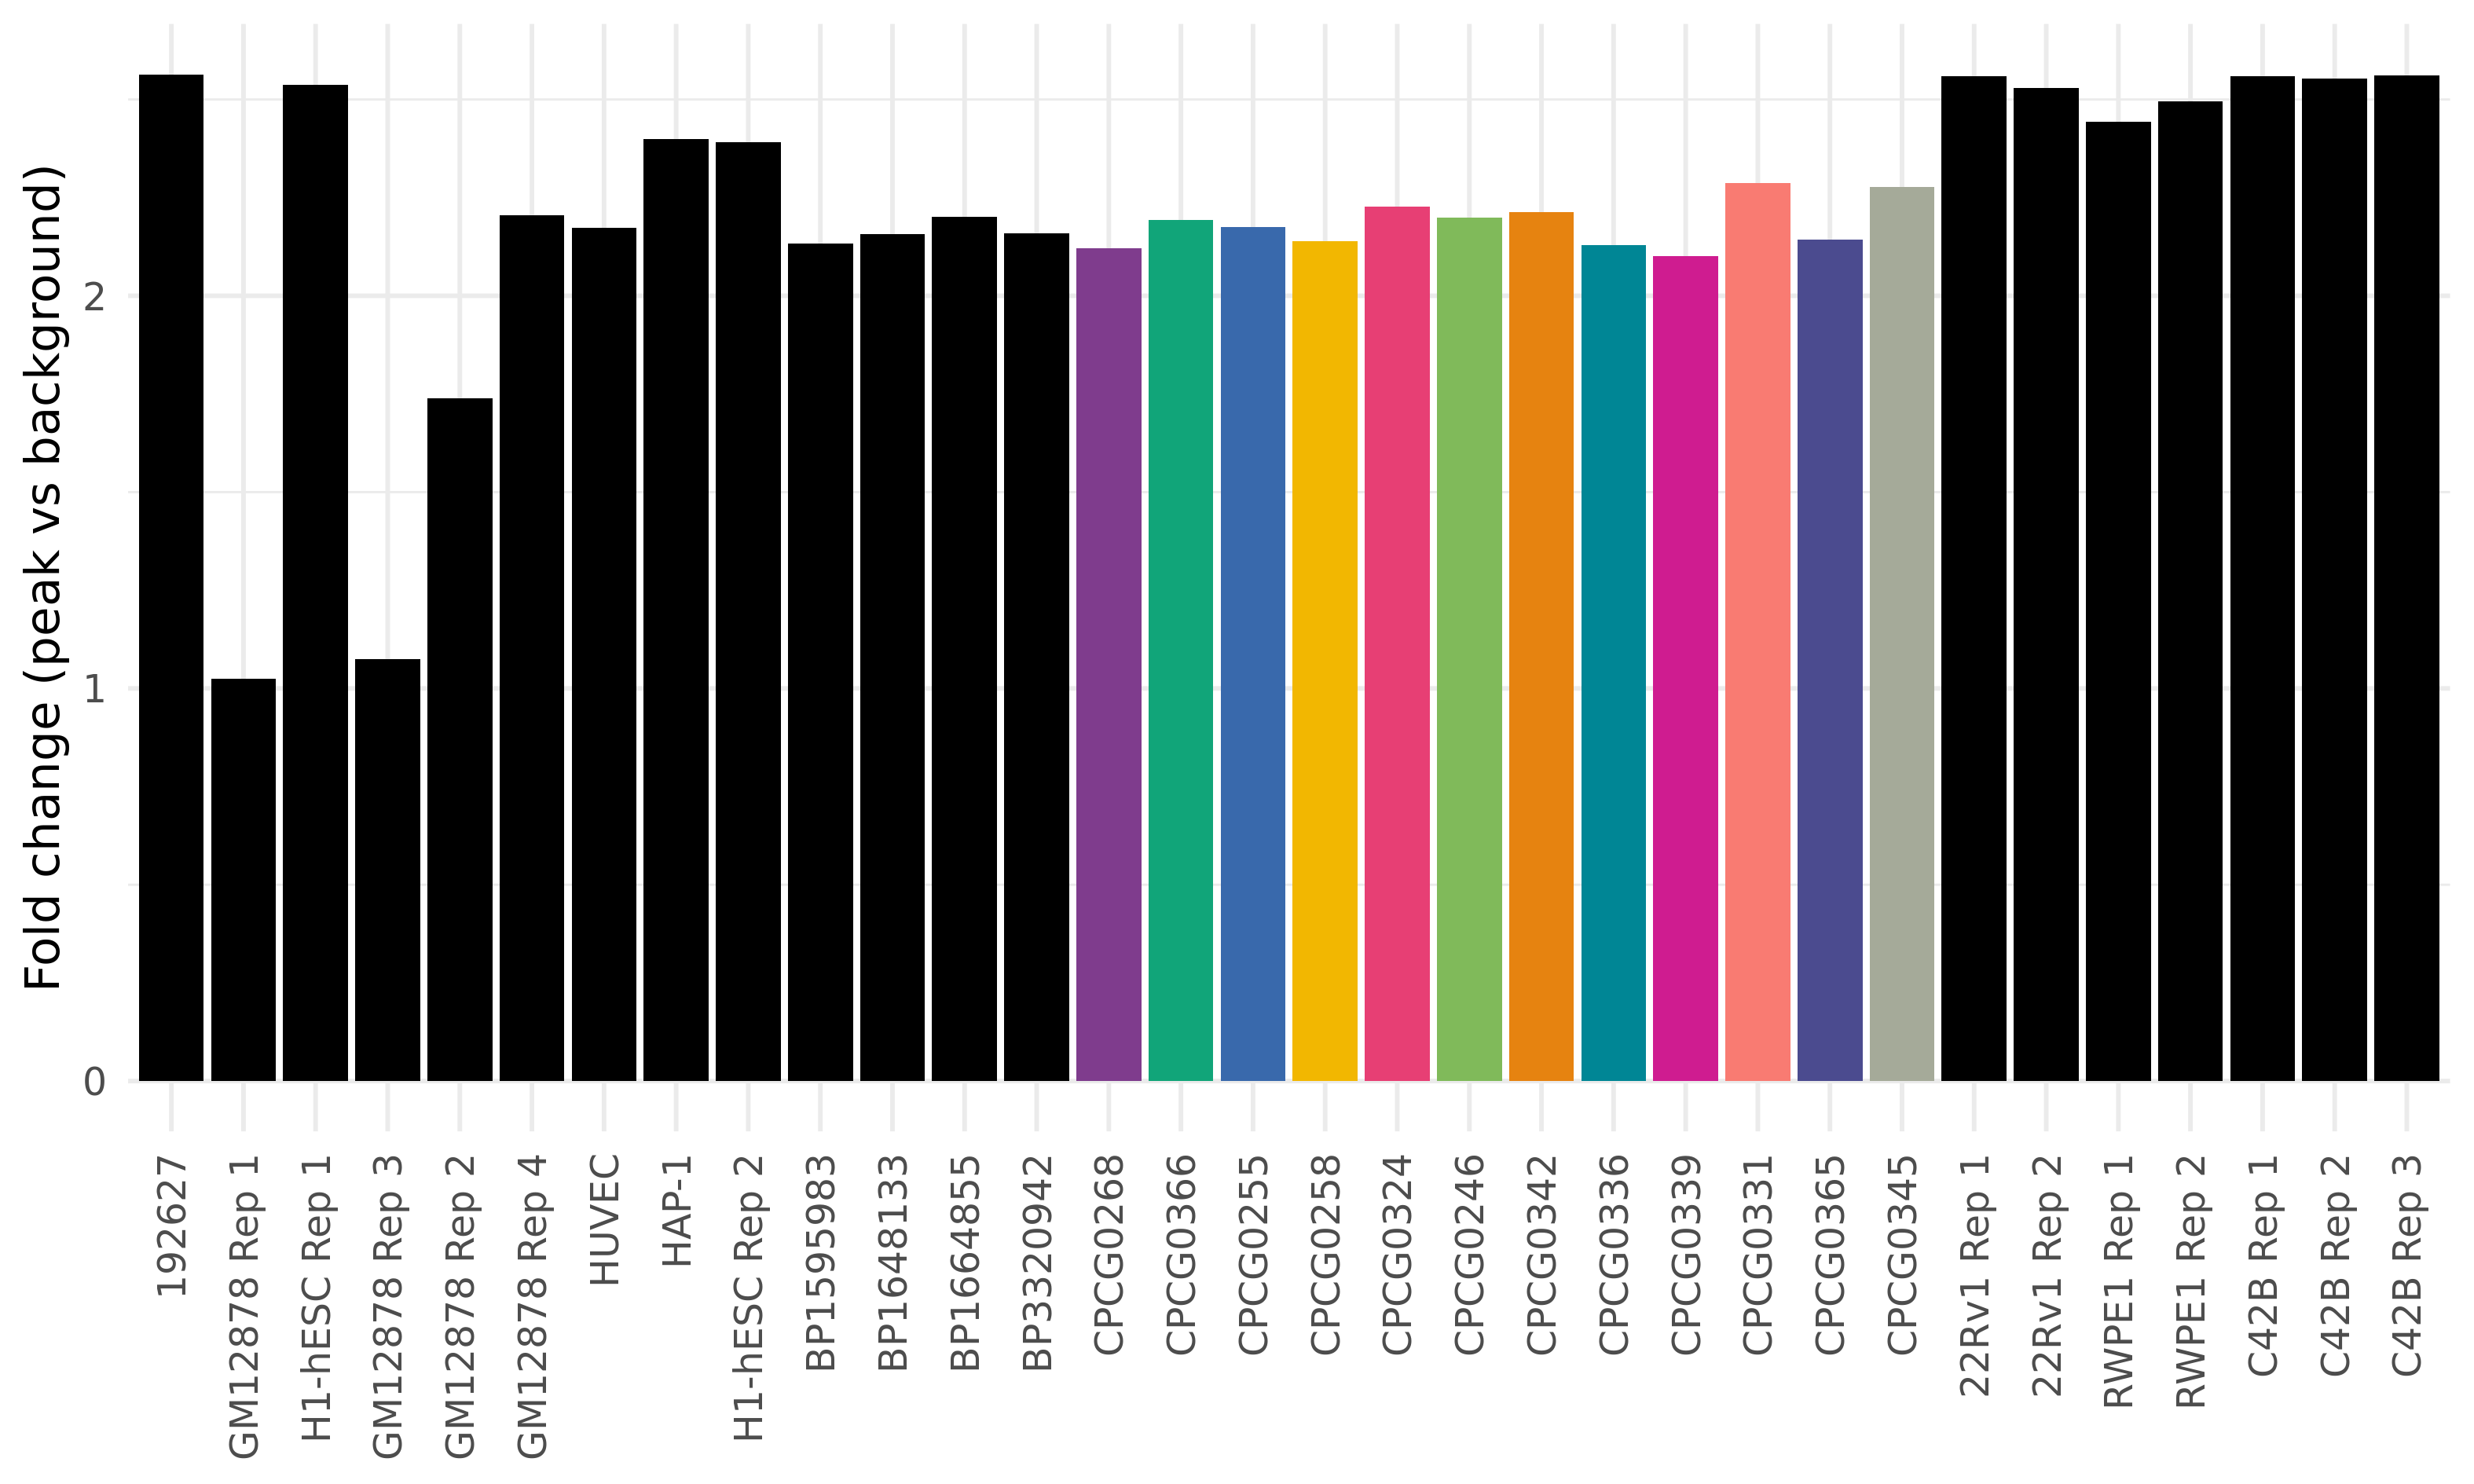 Fold change (peak vs background)
2
1
0
192627
GM12878 Rep 1
H1-hESC Rep 1
GM12878 Rep 3
GM12878 Rep 2
GM12878 Rep 4
HUVEC
HAP-1
H1-hESC Rep 2
BP1595983
BP1648133
BP1664855
BP3320942
CPCG0268
CPCG0366
CPCG0255
CPCG0258
CPCG0324
CPCG0246
CPCG0342
CPCG0336
CPCG0339
CPCG0331
CPCG0365
CPCG0345
22Rv1 Rep 1
22Rv1 Rep 2
RWPE1 Rep 1
RWPE1 Rep 2
C42B Rep 1
C42B Rep 2
C42B Rep 3